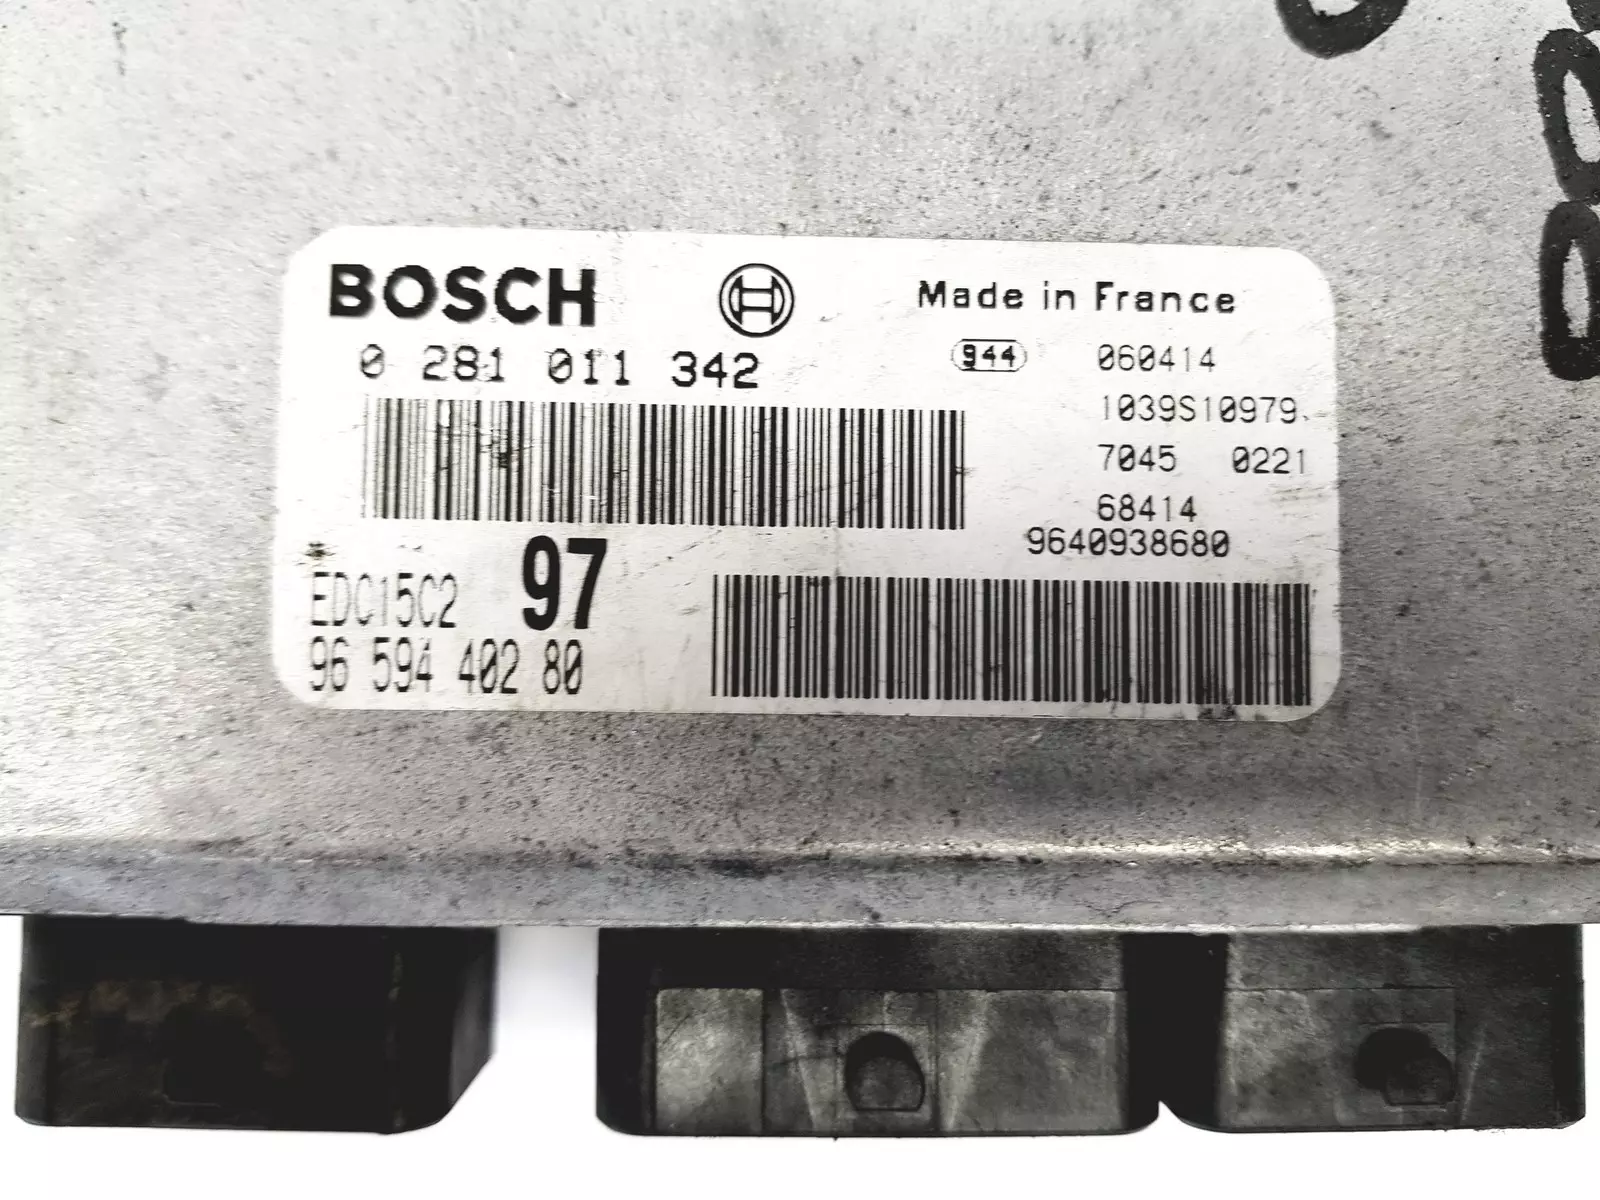 BOSCH
Made in France
0 281 011 342
944 060414
1039S10979
7045 0221
68414
9640938680
EDC15C2 97
96 594 402 80